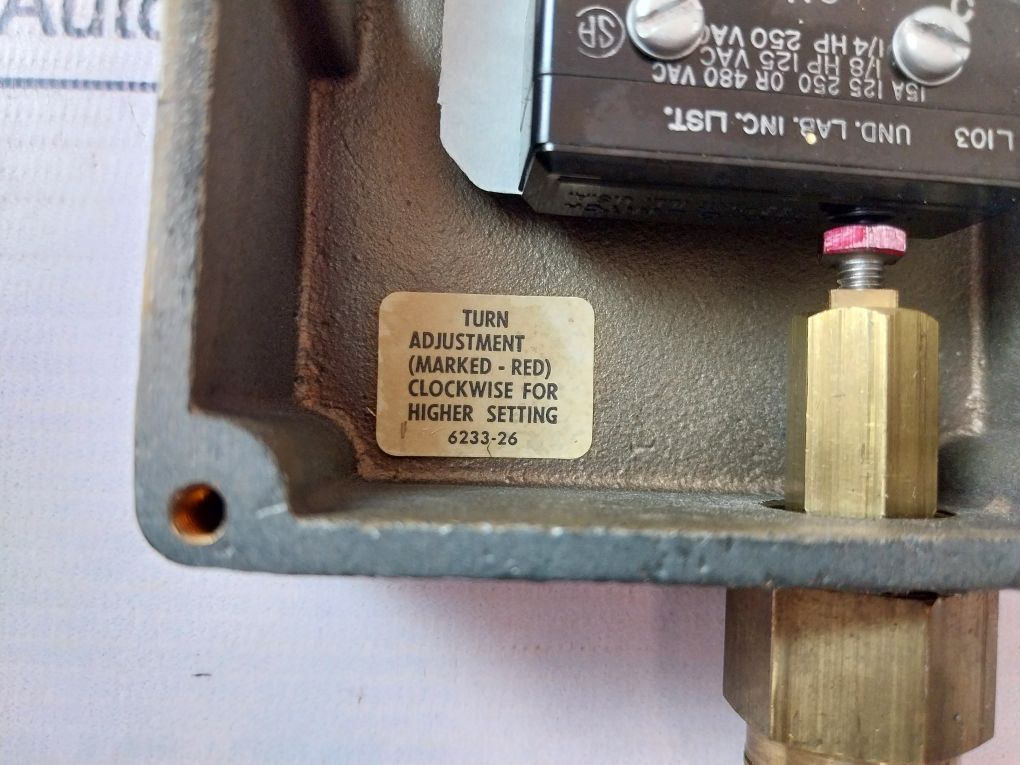 Auto
L103
UND. LAB. INC. LIST.
15A 125 250 OR 480 VAC
1/8 HP 125 VAC
1/4 HP 250 VAC
TURN
ADJUSTMENT
(MARKED - RED)
CLOCKWISE FOR
HIGHER SETTING
6233-26